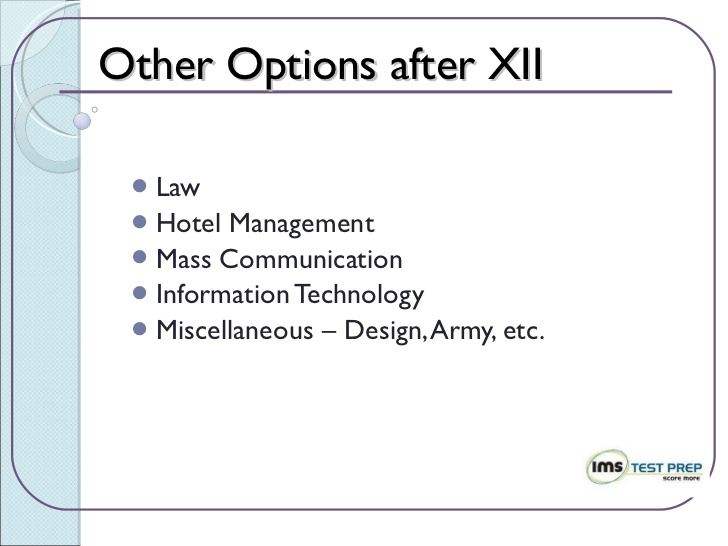 Other Options after XII
Law
Hotel Management
Mass Communication
Information Technology
Miscellaneous – Design, Army, etc.
ims TEST PREP
score more